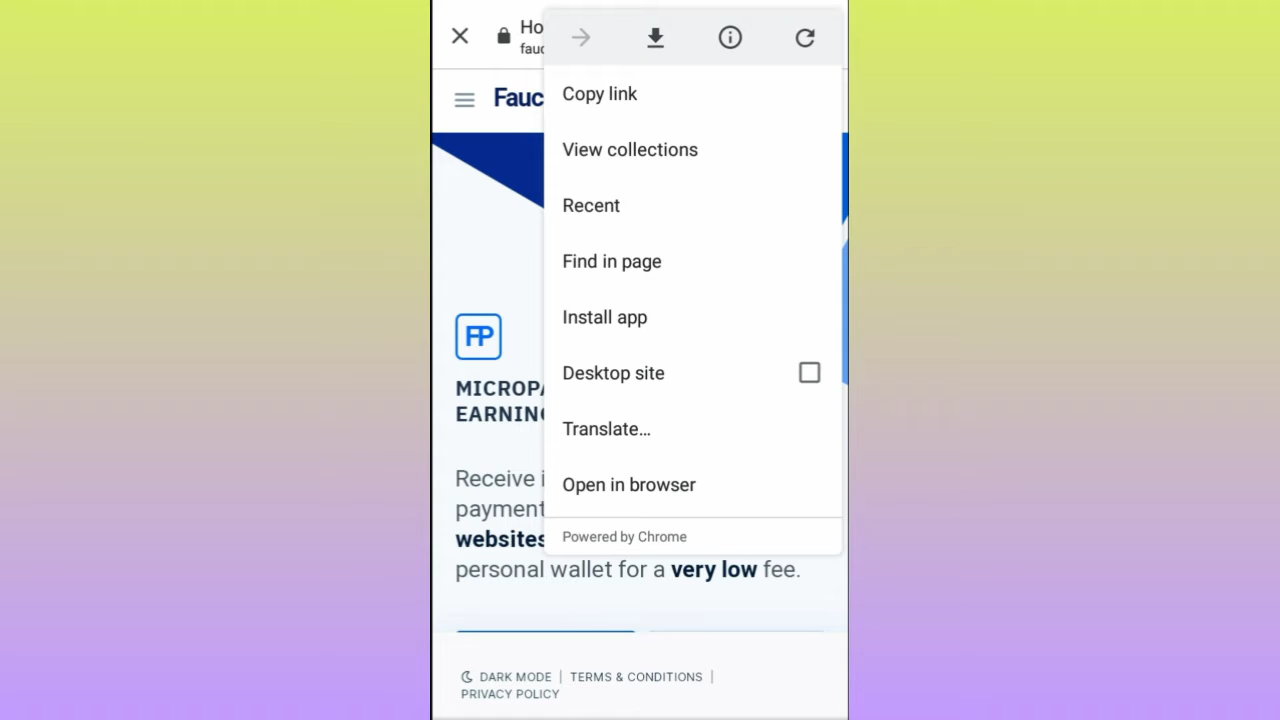 Ho
fauc
Fauc
Copy link
View collections
Recent
Find in page
Install app
Desktop site
Translate...
Open in browser
Powered by Chrome
FP
MICROPA
EARNING
Receive i
payment
websites
personal wallet for a very low fee.
DARK MODE | TERMS & CONDITIONS |
PRIVACY POLICY